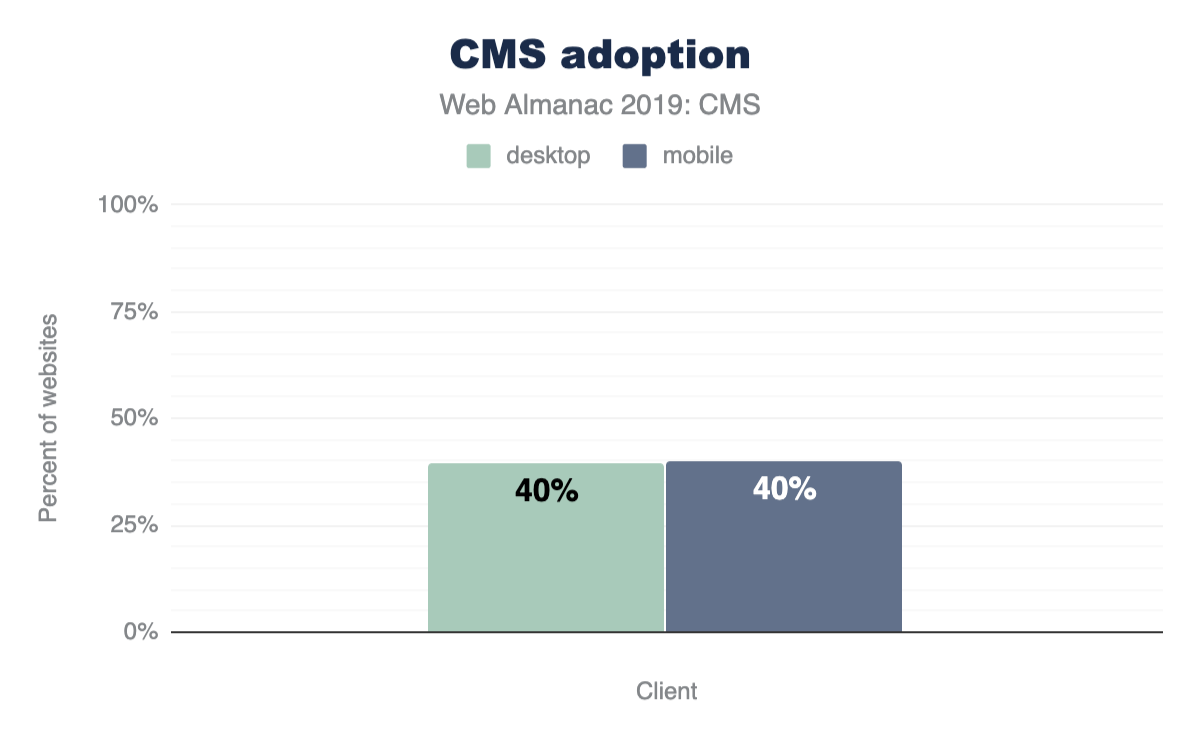 CMS adoption
Web Almanac 2019: CMS
desktop mobile
100%
75%
50%
25%
0%
Percent of websites
40% 40%
Client